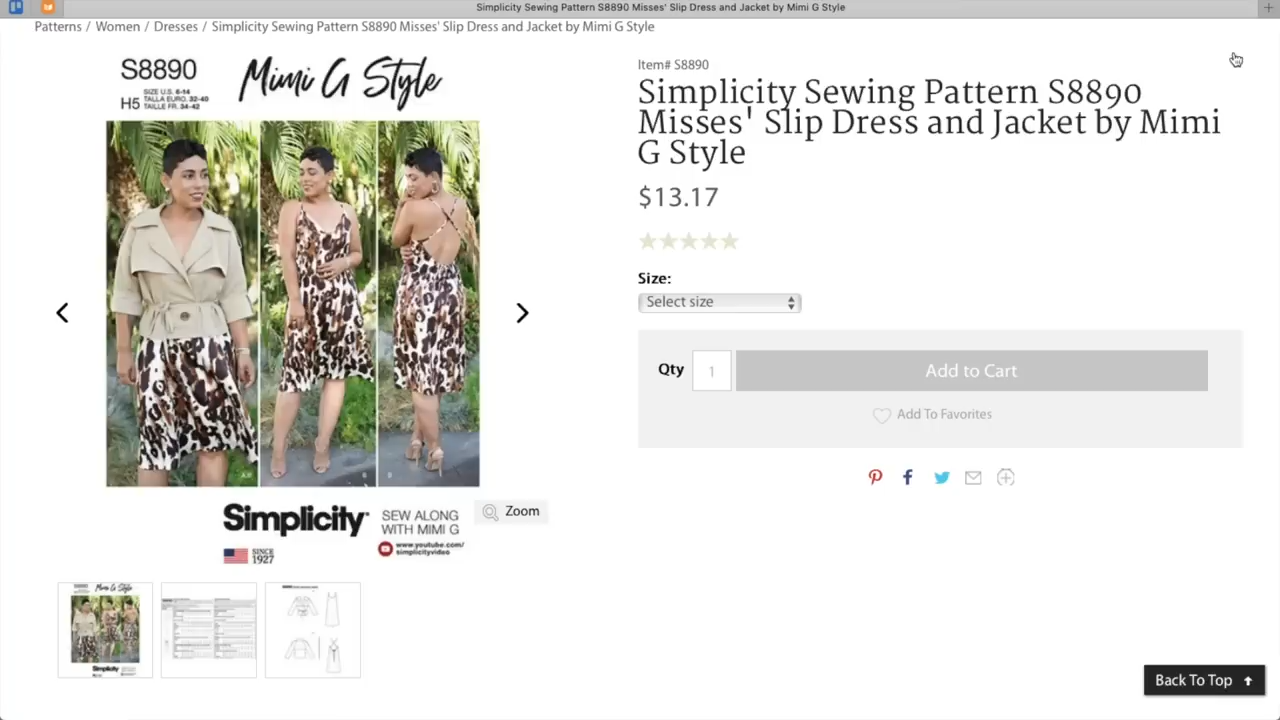 Simplicity Sewing Pattern S8890 Misses' Slip Dress and Jacket by Mimi G Style
Patterns / Women / Dresses / Simplicity Sewing Pattern S8890 Misses' Slip Dress and Jacket by Mimi G Style
S8890
Mimi G Style
H5
SIZE U.S. 6-14
TALLA EURO. 32-40
TAILLE FR. 34-42
Simplicity
SINCE
1927
SEW ALONG
WITH MIMI G
www.youtube.com/
simplicityvideo
Zoom
Item# S8890
Simplicity Sewing Pattern S8890
Misses' Slip Dress and Jacket by Mimi
G Style
$13.17
Size:
Select size
Qty
1
Add to Cart
Add To Favorites
Back To Top